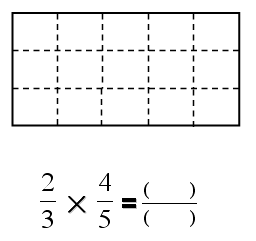 2/3 × 4/5 = (   )/(   )